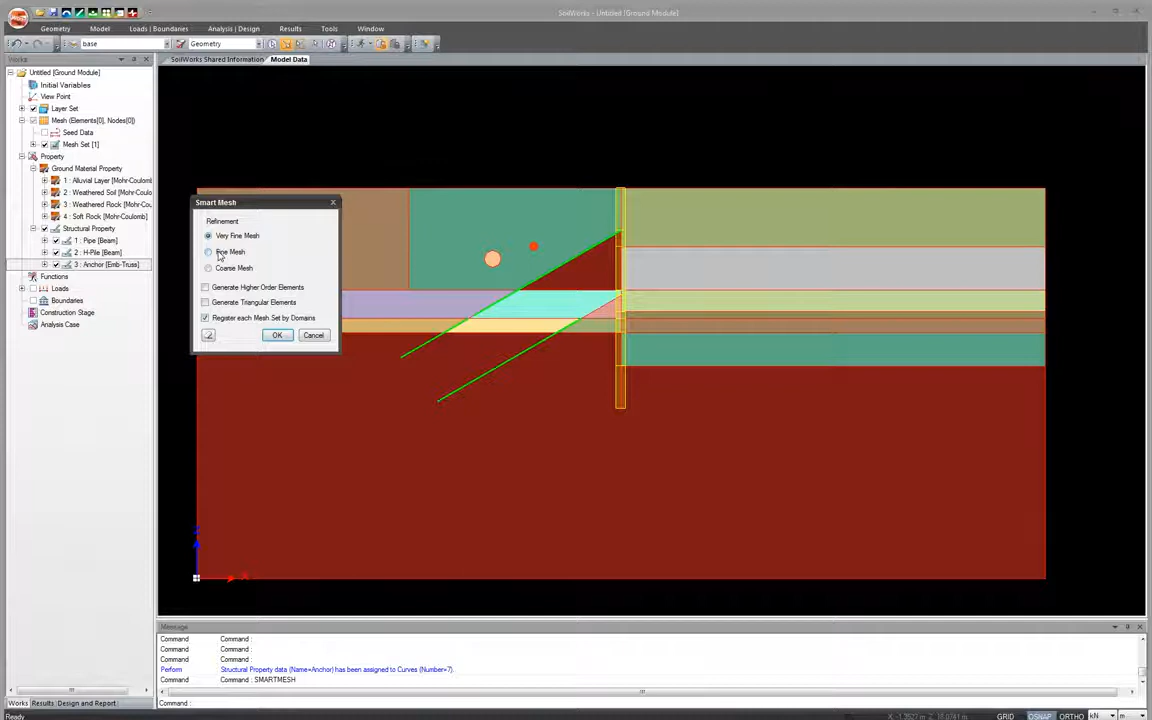 SoilWorks - Untitled [Ground Module]
Geometry Model Loads | Boundaries Analysis | Design Results Tools Window
base Geometry
Works SoilWorks Shared Information Model Data
Untitled [Ground Module]
Initial Variables
View Point
Layer Set
Mesh (Elements[0], Nodes[0])
Seed Data
Mesh Set [1]
Property
Ground Material Property
1 : Alluvial Layer [Mohr-Coulomb
2 : Weathered Soil [Mohr-Coulo
3 : Weathered Rock [Mohr-Coulo
4 : Soft Rock [Mohr-Coulomb]
Structural Property
1 : Pipe [Beam]
2 : H-Pile [Beam]
3 : Anchor [Emb-Truss]
Functions
Loads
Boundaries
Construction Stage
Analysis Case
Smart Mesh
Refinement
Very Fine Mesh
Fine Mesh
Coarse Mesh
Generate Higher Order Elements
Generate Triangular Elements
Register each Mesh Set by Domains
OK Cancel
Z
X
Message
Command Command :
Command Command :
Command Command :
Perform Structural Property data (Name=Anchor) has been assigned to Curves (Number=7).
Command Command : SMARTMESH
Works Results Design and Report Command :
Ready GRID OSNAP ORTHO kN m